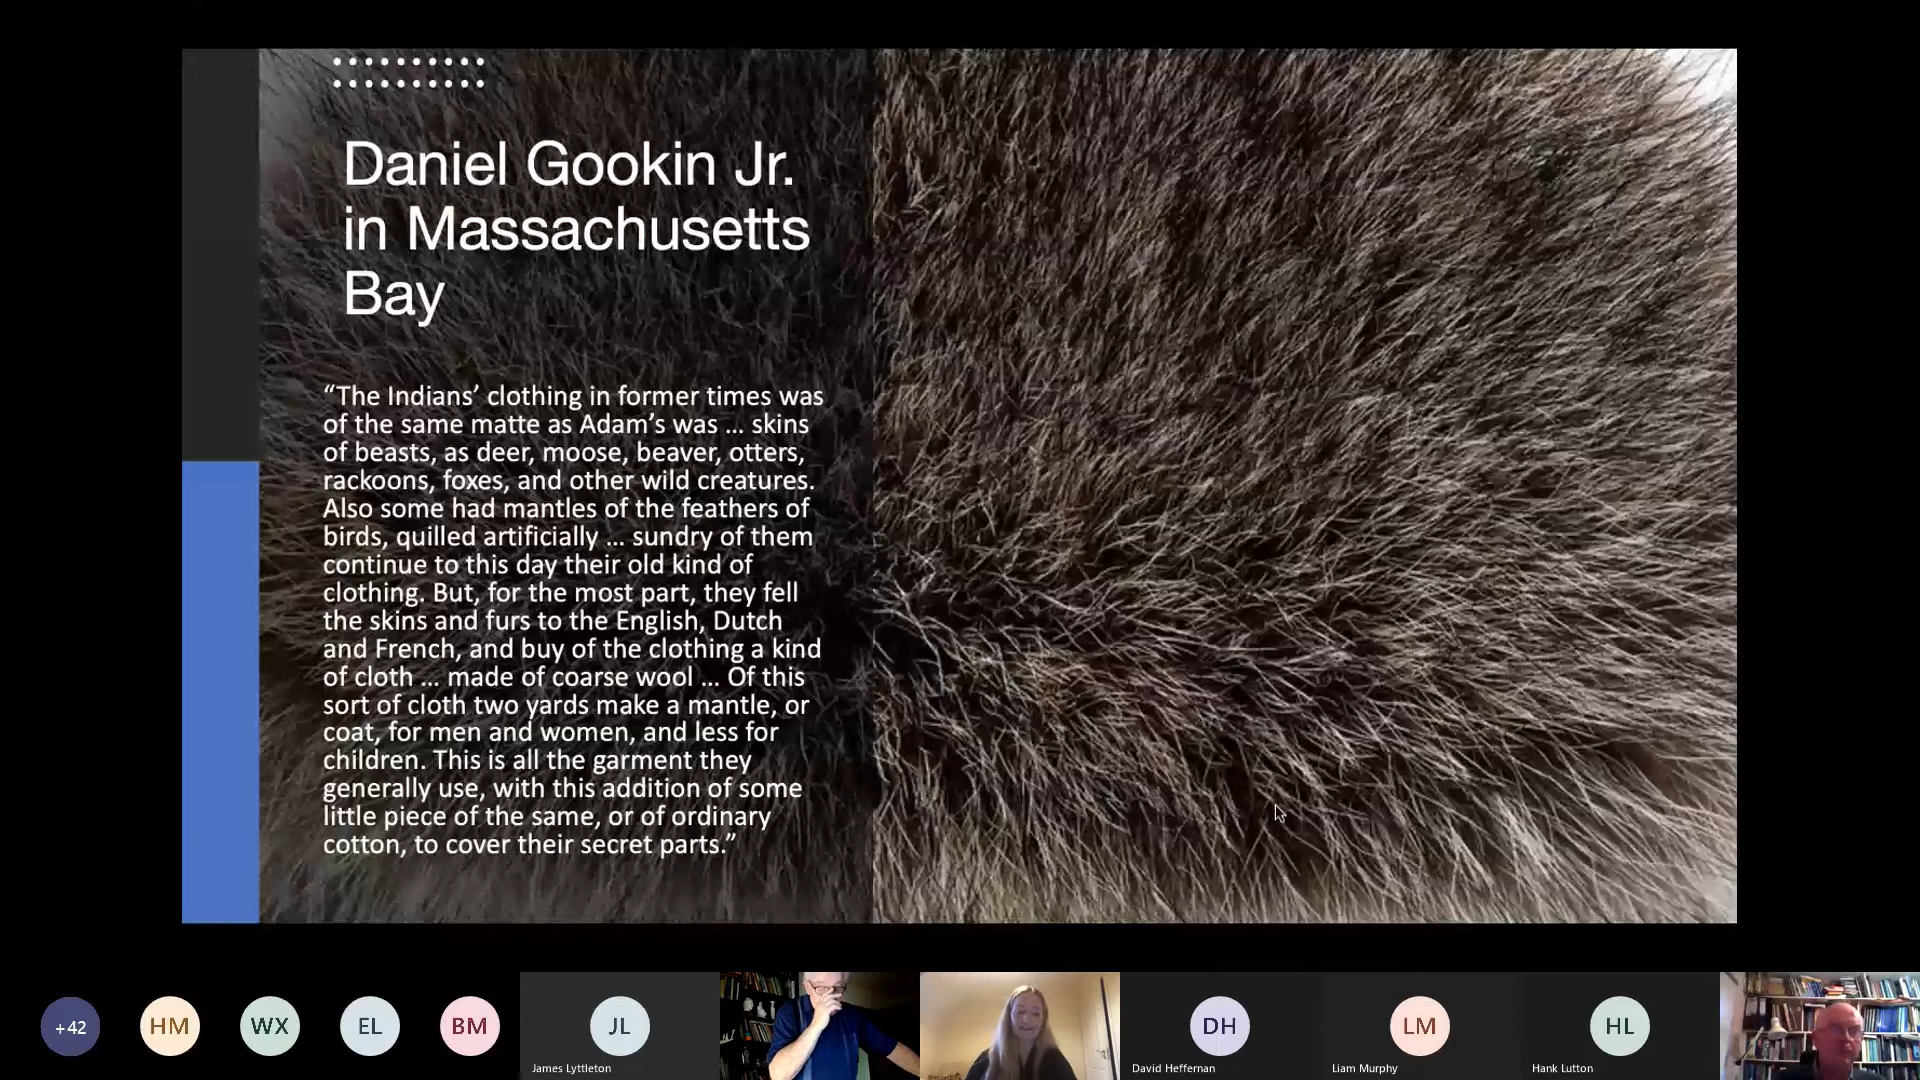 Daniel Gookin Jr.
in Massachusetts
Bay
“The Indians’ clothing in former times was
of the same matte as Adam’s was ... skins
of beasts, as deer, moose, beaver, otters,
rackoons, foxes, and other wild creatures.
Also some had mantles of the feathers of
birds, quilled artificially ... sundry of them
continue to this day their old kind of
clothing. But, for the most part, they fell
the skins and furs to the English, Dutch
and French, and buy of the clothing a kind
of cloth ... made of coarse wool ... Of this
sort of cloth two yards make a mantle, or
coat, for men and women, and less for
children. This is all the garment they
generally use, with this addition of some
little piece of the same, or of ordinary
cotton, to cover their secret parts.”
+42
HM
WX
EL
BM
JL
James Lyttleton
DH
David Heffernan
LM
Liam Murphy
HL
Hank Lutton